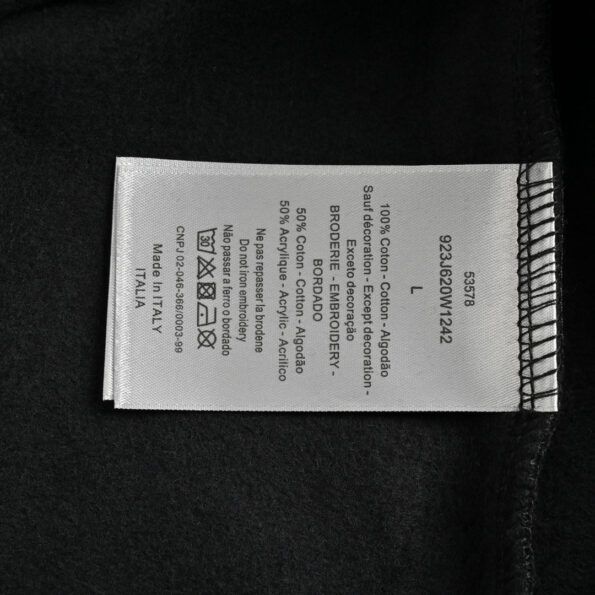 53578
923J620W1242
L
100% Coton - Cotton - Algodão
Sauf décoration - Except decoration -
Exceto decoração
BRODERIE - EMBROIDERY -
BORDADO
50% Coton - Cotton - Algodão
50% Acrylique - Acrylic - Acrilico
Ne pas repasser la broderie
Do not iron embroidery
Não passar a ferro o bordado
30
CNPJ 02-046-366/0003-99
Made In ITALY
ITALIA